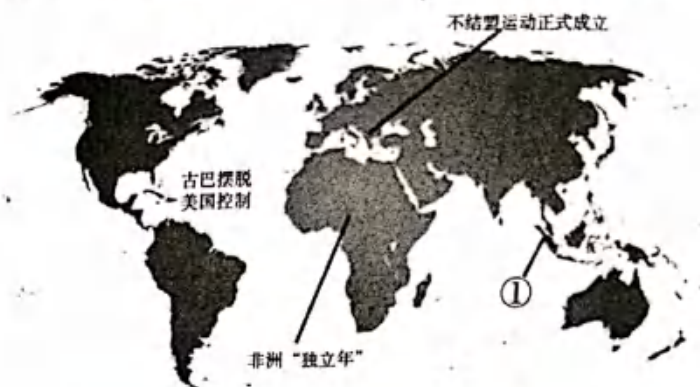 不结盟运动正式成立
古巴摆脱
美国控制
①
非洲“独立年”